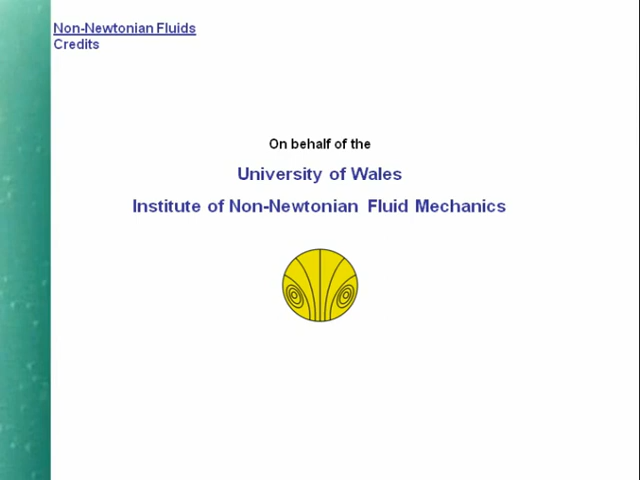 Non-Newtonian Fluids
Credits
On behalf of the
University of Wales
Institute of Non-Newtonian Fluid Mechanics